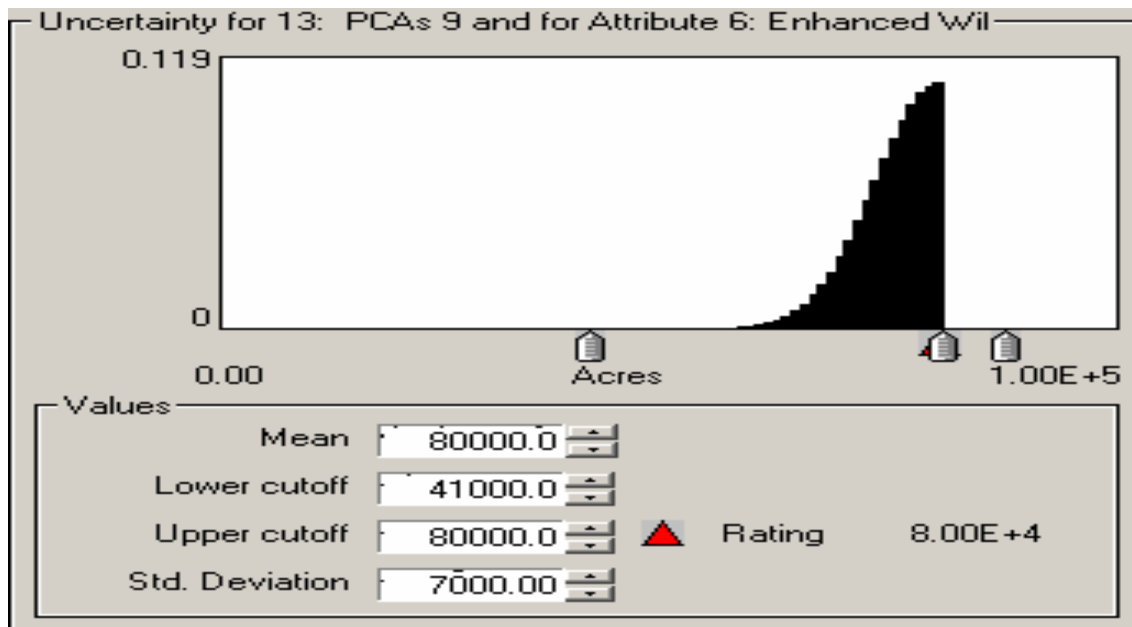 Uncertainty for 13: PCAs 9 and for Attribute 6: Enhanced Wil
0.119
0
0.00 Acres 1.00E+5
Values
Mean 80000.0
Lower cutoff 41000.0
Upper cutoff 80000.0 Rating 8.00E+4
Std. Deviation 7000.00